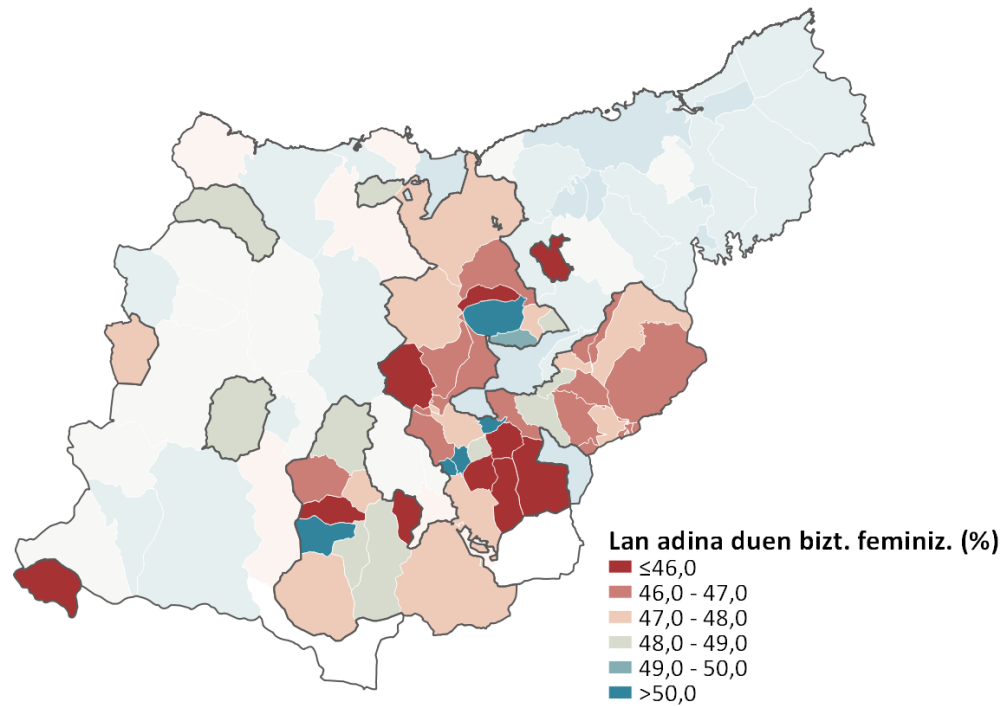 Lan adina duen bizt. feminiz. (%)
≤46,0
46,0 - 47,0
47,0 - 48,0
48,0 - 49,0
49,0 - 50,0
>50,0